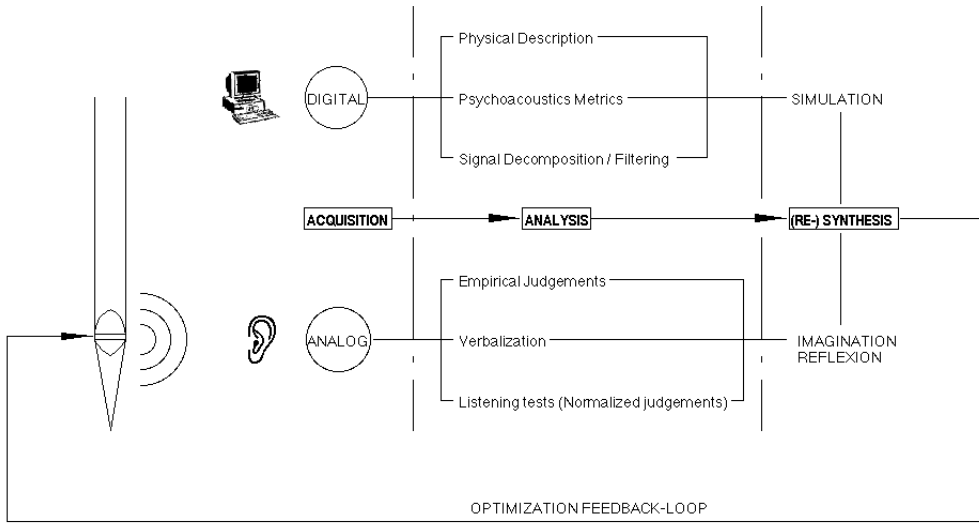 Physical Description
DIGITAL
Psychoacoustics Metrics
SIMULATION
Signal Decomposition / Filtering
ACQUISITION
ANALYSIS
(RE-) SYNTHESIS
Empirical Judgements
ANALOG
Verbalization
IMAGINATION
REFLEXION
Listening tests (Normalized judgements)
OPTIMIZATION FEEDBACK-LOOP